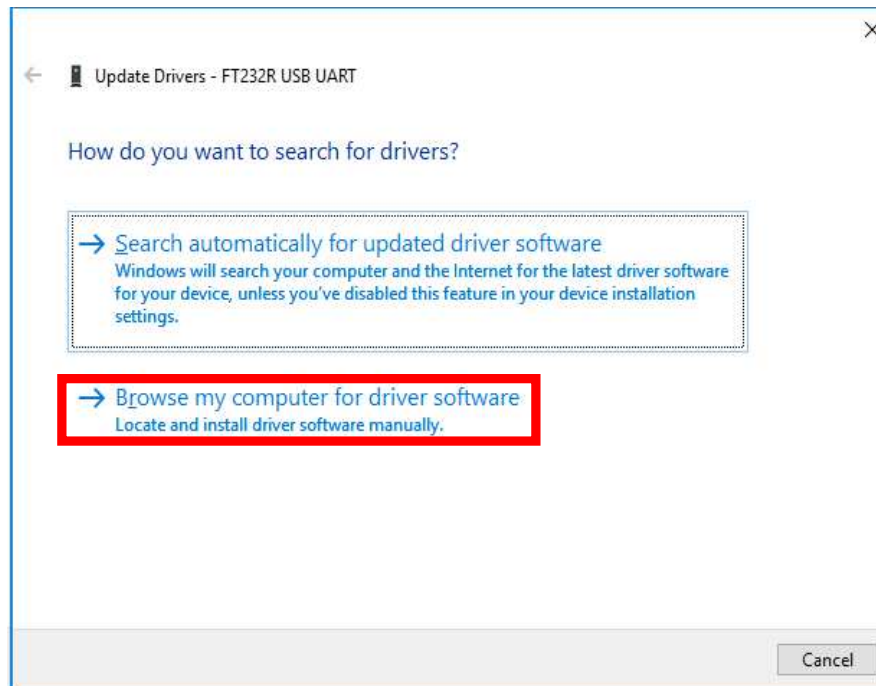 Update Drivers - FT232R USB UART
How do you want to search for drivers?
Search automatically for updated driver software
Windows will search your computer and the Internet for the latest driver software
for your device, unless you've disabled this feature in your device installation
settings.
Browse my computer for driver software
Locate and install driver software manually.
Cancel